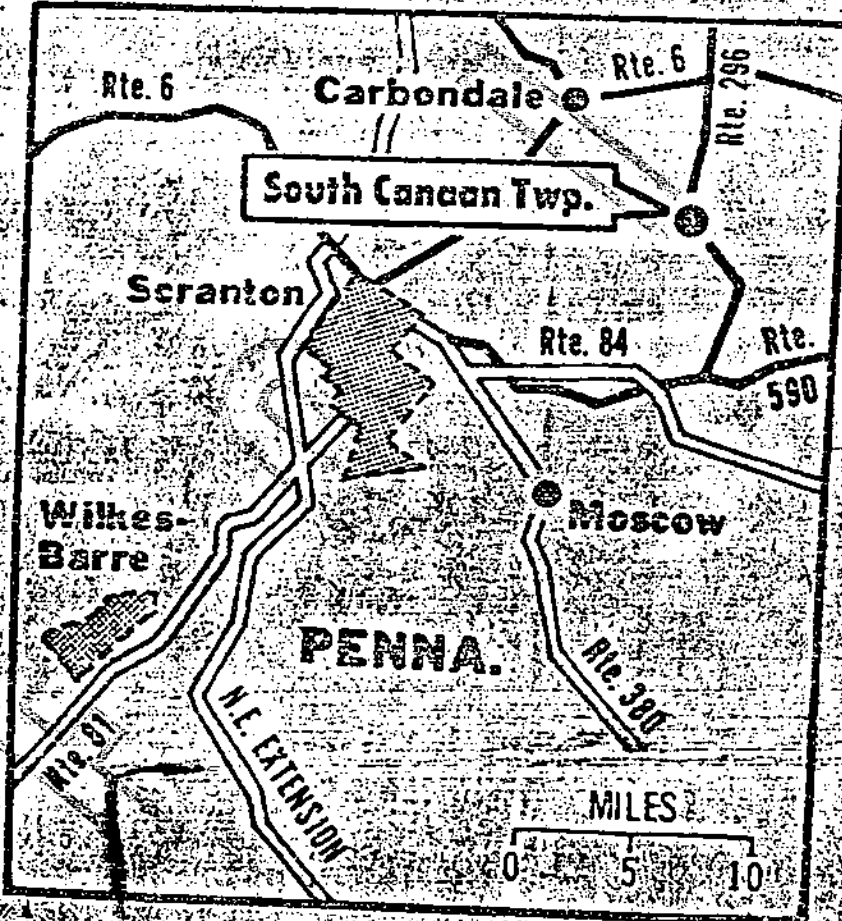 Rte. 6
Carbondale
Rte. 6
Rte. 296
South Canaan Twp.
Scranton
Rte. 84
Rte.
590
Wilkes-
Barre
Moscow
PENNA.
Rte. 380
Rte. 81
N.E. EXTENSION
MILES
0 5 10